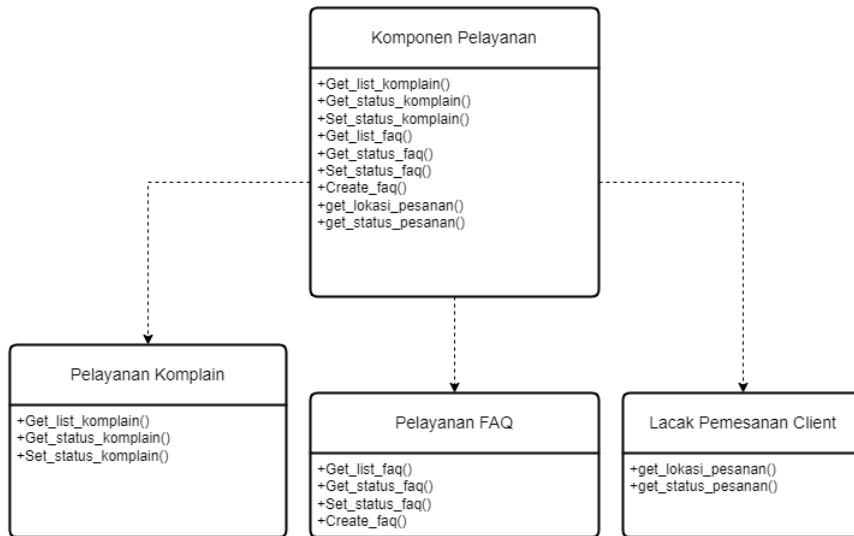 Komponen Pelayanan
+Get_list_komplain()
+Get_status_komplain()
+Set_status_komplain()
+Get_list_faq()
+Get_status_faq()
+Set_status_faq()
+Create_faq()
+get_lokasi_pesanan()
+get_status_pesanan()
Pelayanan Komplain
+Get_list_komplain()
+Get_status_komplain()
+Set_status_komplain()
Pelayanan FAQ
+Get_list_faq()
+Get_status_faq()
+Set_status_faq()
+Create_faq()
Lacak Pemesanan Client
+get_lokasi_pesanan()
+get_status_pesanan()